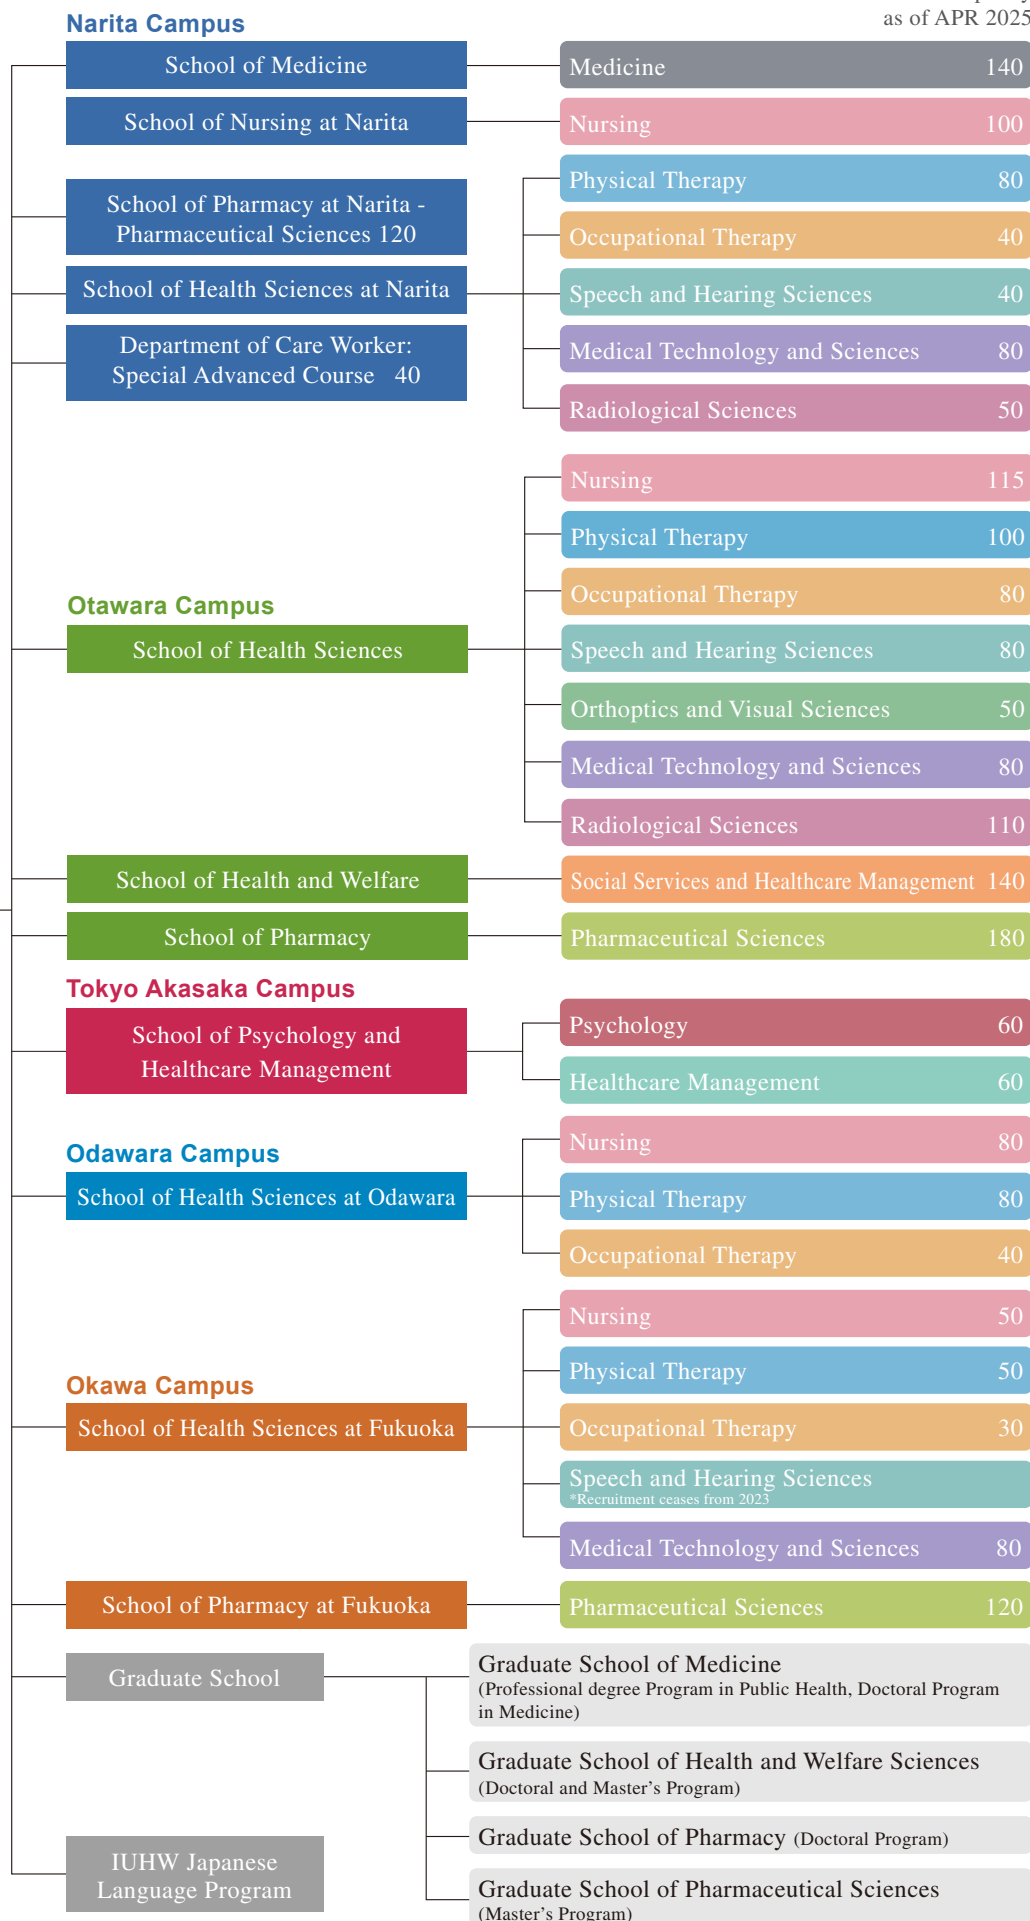 Narita Campus
as of APR 2025
School of Medicine
Medicine 140
School of Nursing at Narita
Nursing 100
School of Pharmacy at Narita -
Pharmaceutical Sciences 120
School of Health Sciences at Narita
Physical Therapy 80
Occupational Therapy 40
Speech and Hearing Sciences 40
Medical Technology and Sciences 80
Radiological Sciences 50
Department of Care Worker:
Special Advanced Course 40
Otawara Campus
School of Health Sciences
Nursing 115
Physical Therapy 100
Occupational Therapy 80
Speech and Hearing Sciences 80
Orthoptics and Visual Sciences 50
Medical Technology and Sciences 80
Radiological Sciences 110
School of Health and Welfare
Social Services and Healthcare Management 140
School of Pharmacy
Pharmaceutical Sciences 180
Tokyo Akasaka Campus
School of Psychology and
Healthcare Management
Psychology 60
Healthcare Management 60
Odawara Campus
School of Health Sciences at Odawara
Nursing 80
Physical Therapy 80
Occupational Therapy 40
Okawa Campus
School of Health Sciences at Fukuoka
Nursing 50
Physical Therapy 50
Occupational Therapy 30
Speech and Hearing Sciences
*Recruitment ceases from 2023
Medical Technology and Sciences 80
School of Pharmacy at Fukuoka
Pharmaceutical Sciences 120
Graduate School
Graduate School of Medicine
(Professional degree Program in Public Health, Doctoral Program
in Medicine)
Graduate School of Health and Welfare Sciences
(Doctoral and Master's Program)
Graduate School of Pharmacy (Doctoral Program)
Graduate School of Pharmaceutical Sciences
(Master's Program)
IUHW Japanese
Language Program